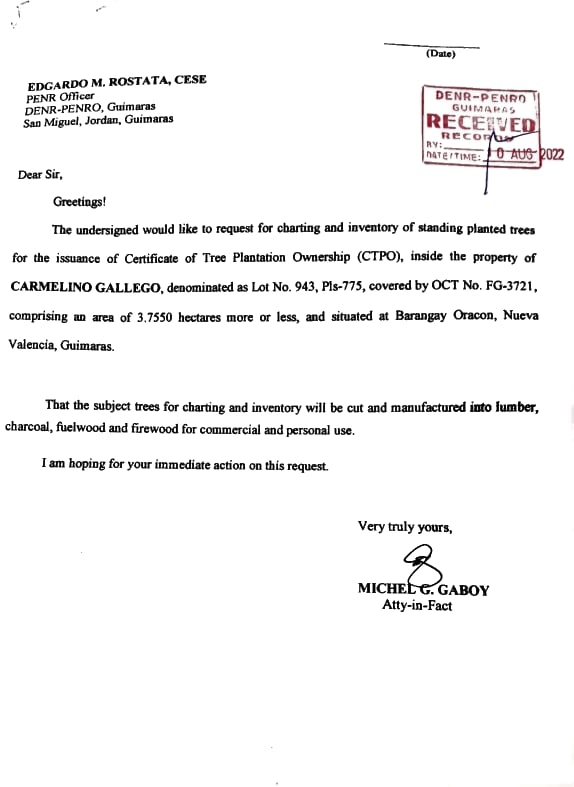 (Date)
EDGARDO M. ROSTATA, CESE
PENR Officer
DENR-PENRO, Guimaras
San Miguel, Jordan, Guimaras
DENR-PENRO
GUIMARAS
RECEIVED
RECORDS
BY:
DATE/TIME: 10 AUG 2022
Dear Sir,
Greetings!
The undersigned would like to request for charting and inventory of standing planted trees
for the issuance of Certificate of Tree Plantation Ownership (CTPO), inside the property of
CARMELINO GALLEGO, denominated as Lot No. 943, Pls-775, covered by OCT No. FG-3721,
comprising an area of 3.7550 hectares more or less, and situated at Barangay Oracon, Nueva
Valencia, Guimaras.
That the subject trees for charting and inventory will be cut and manufactured into lumber,
charcoal, fuelwood and firewood for commercial and personal use.
I am hoping for your immediate action on this request.
Very truly yours,
MICHEL G. GABOY
Atty-in-Fact